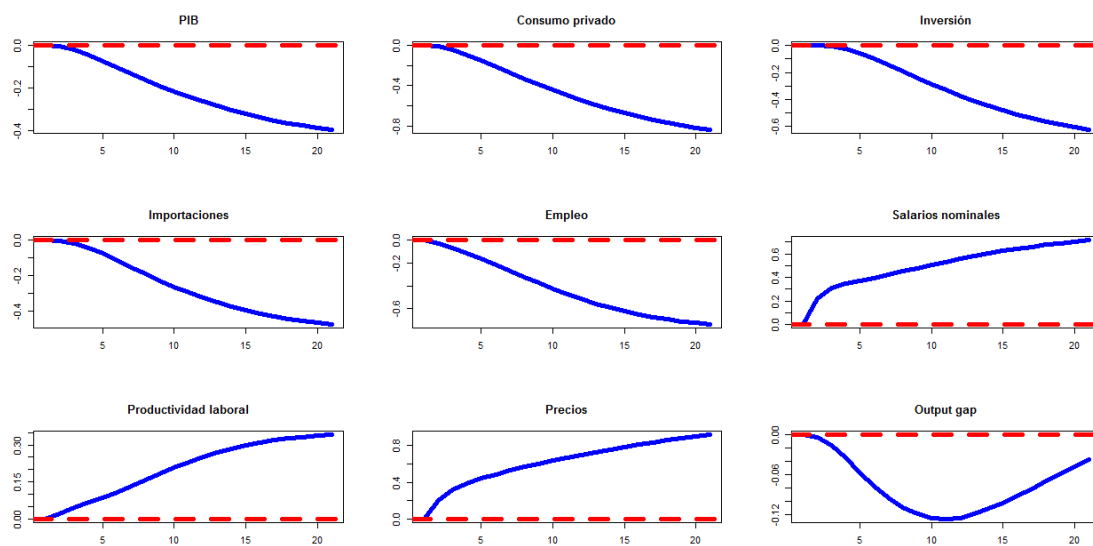 PIB
0.0
-0.2
-0.4
5 10 15 20
Consumo privado
0.0
-0.4
-0.8
5 10 15 20
Inversión
0.0
-0.2
-0.4
-0.6
5 10 15 20
Importaciones
0.0
-0.2
-0.4
5 10 15 20
Empleo
0.0
-0.2
-0.6
5 10 15 20
Salarios nominales
0.6
0.4
0.2
0.0
5 10 15 20
Productividad laboral
0.30
0.15
0.00
5 10 15 20
Precios
0.8
0.4
0.0
5 10 15 20
Output gap
0.00
-0.06
-0.12
5 10 15 20